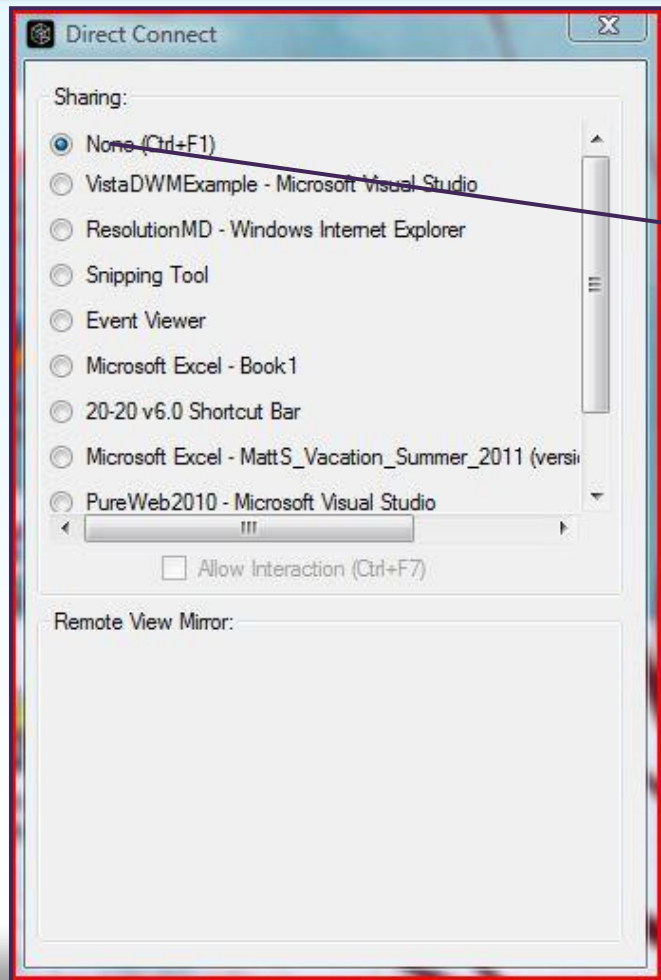 Direct Connect
Sharing:
None (Ctrl+F1)
VistaDWMExample - Microsoft Visual Studio
ResolutionMD - Windows Internet Explorer
Snipping Tool
Event Viewer
Microsoft Excel - Book1
20-20 v6.0 Shortcut Bar
Microsoft Excel - MattS_Vacation_Summer_2011 (versi
PureWeb2010 - Microsoft Visual Studio
Allow Interaction (Ctrl+F7)
Remote View Mirror: